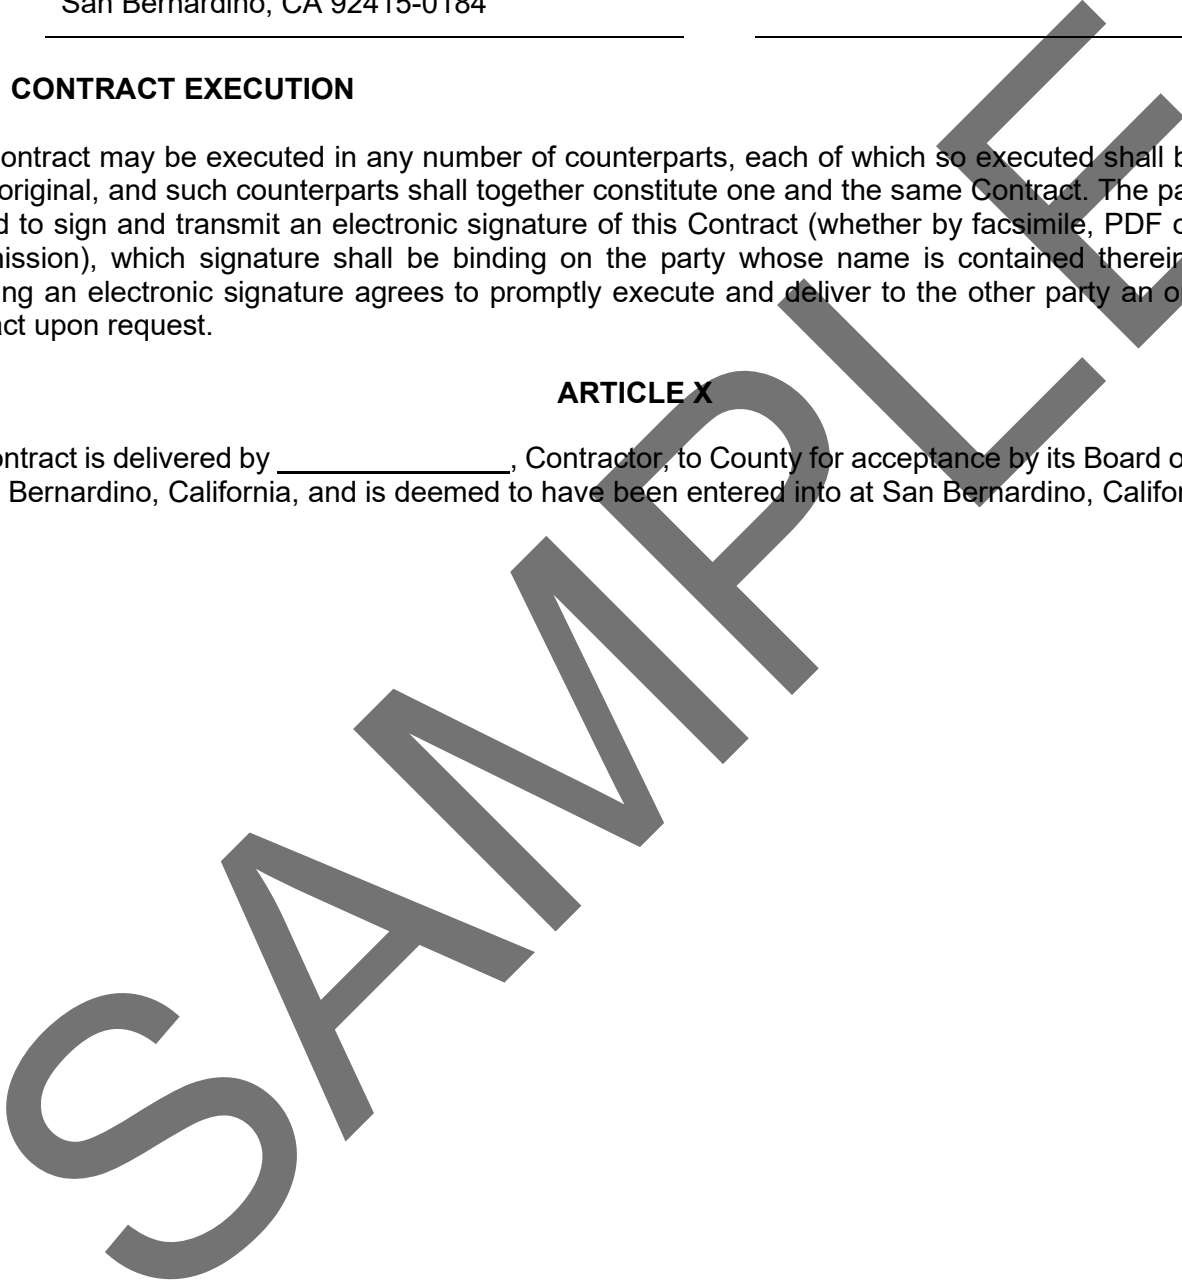 San Bernardino, CA 92415-0184
CONTRACT EXECUTION
ontract may be executed in any number of counterparts, each of which so executed shall b
original, and such counterparts shall together constitute one and the same Contract. The pa
d to sign and transmit an electronic signature of this Contract (whether by facsimile, PDF o
ission), which signature shall be binding on the party whose name is contained therein
ng an electronic signature agrees to promptly execute and deliver to the other party an or
act upon request.
ARTICLE X
ontract is delivered by ______________, Contractor, to County for acceptance by its Board o
Bernardino, California, and is deemed to have been entered into at San Bernardino, Califor
SAMPLE